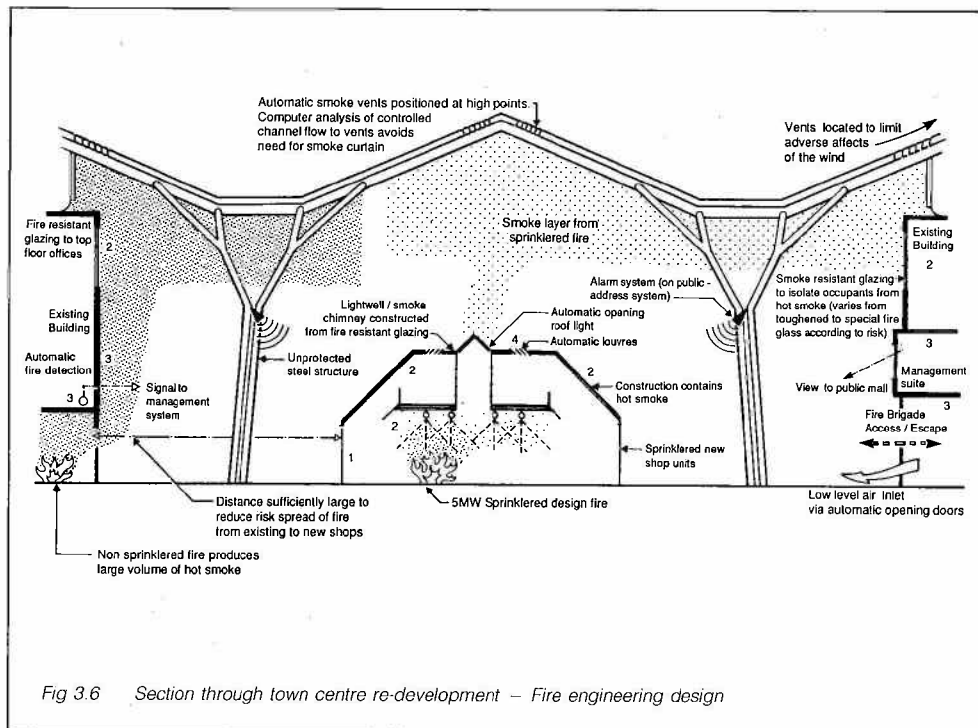 Automatic smoke vents positioned at high points.
Computer analysis of controlled
channel flow to vents avoids
need for smoke curtain
Vents located to limit
adverse affects
of the wind
Fire resistant
glazing to top
floor offices
2
Smoke layer from
sprinklered fire
Existing
Building
2
Alarm system (on public -
address system)
Smoke resistant glazing
to isolate occupants from
hot smoke (varies from
toughened to special fire
glass according to risk)
Lightwell / smoke
chimney constructed
from fire resistant glazing
Automatic opening
roof light
4 Automatic louvres
Existing
Building
Automatic
fire detection
3
3
Signal to
management
system
Unprotected
steel structure
2
2
Construction contains
hot smoke
2
3
Management
suite
3
View to public mall
Fire Brigade
Access / Escape
1
Sprinklered new
shop units
Distance sufficiently large to
reduce risk spread of fire
from existing to new shops
5MW Sprinklered design fire
Low level air Inlet
via automatic opening doors
Non sprinklered fire produces
large volume of hot smoke
Fig 3.6 Section through town centre re-development – Fire engineering design